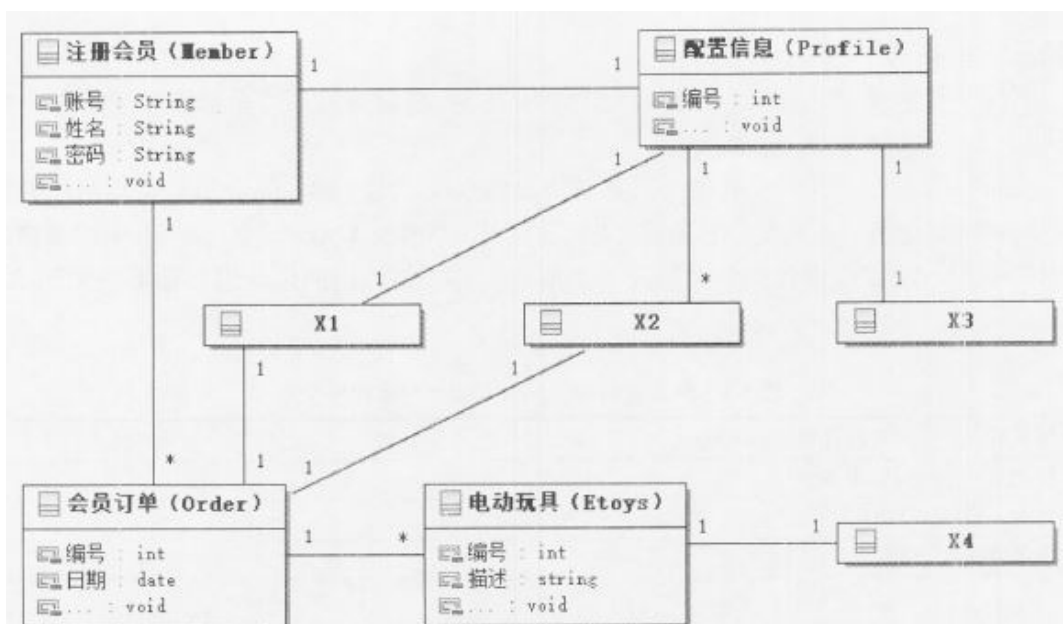 注册会员（Member）
账号 : String
姓名 : String
密码 : String
... : void
1
1
配置信息（Profile）
编号 : int
... : void
1
1
1
1
1
*
1
X1
X2
X3
1
1
1
1
*
会员订单（Order）
编号 : int
日期 : date
... : void
1
*
电动玩具（Etoys）
编号 : int
描述 : string
... : void
1
1
X4